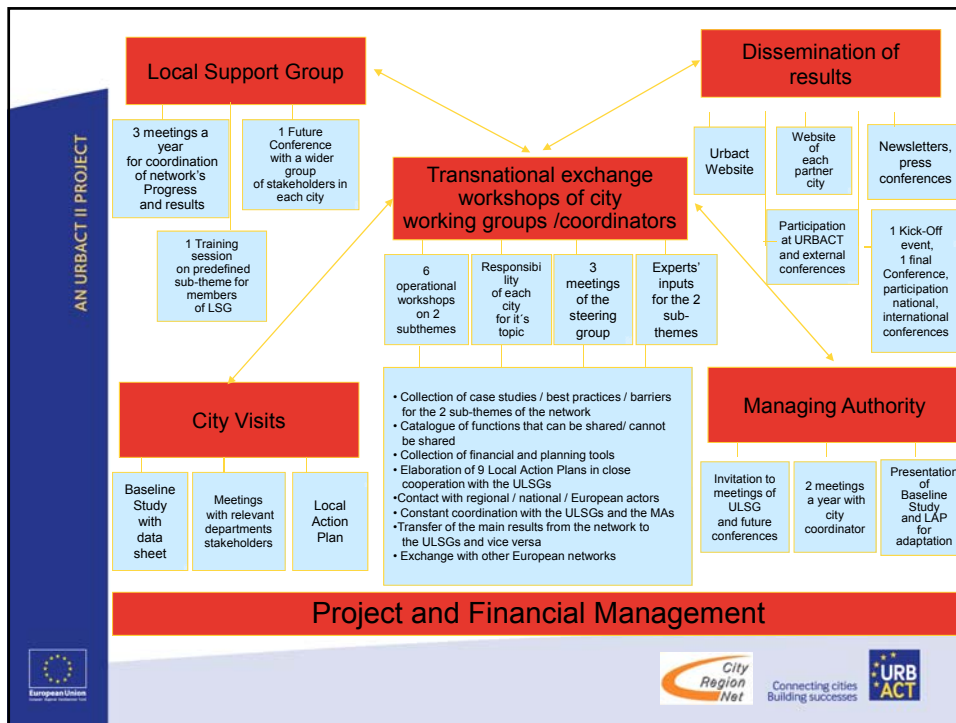 AN URBACT II PROJECT
Local Support Group
3 meetings a
year
for coordination
of network's
Progress
and results
1 Future
Conference
with a wider
group
of stakeholders in
each city
1 Training
session
on predefined
sub-theme for
members
of LSG
Dissemination of
results
Urbact
Website
Website
of
each
partner
city
Newsletters,
press
conferences
Participation
at URBACT
and external
conferences
1 Kick-Off
event,
1 final
Conference,
participation
national,
international
conferences
Transnational exchange
workshops of city
working groups /coordinators
6
operational
workshops
on 2
subthemes
Responsibi
lity
of each
city
for it´s
topic
3
meetings
of the
steering
group
Experts'
inputs
for the 2
sub-
themes
• Collection of case studies / best practices / barriers
for the 2 sub-themes of the network
• Catalogue of functions that can be shared/ cannot
be shared
• Collection of financial and planning tools
• Elaboration of 9 Local Action Plans in close
cooperation with the ULSGs
•Contact with regional / national / European actors
• Constant coordination with the ULSGs and the MAs
•Transfer of the main results from the network to
the ULSGs and vice versa
• Exchange with other European networks
City Visits
Baseline
Study
with
data
sheet
Meetings
with relevant
departments
stakeholders
Local
Action
Plan
Managing Authority
Invitation to
meetings of
ULSG
and future
conferences
2 meetings
a year with
city
coordinator
Presentation
of
Baseline
Study
and LAP
for
adaptation
Project and Financial Management
European Union
European Regional Development Fund
City
Region
Net
Connecting cities
Building successes
URB
ACT